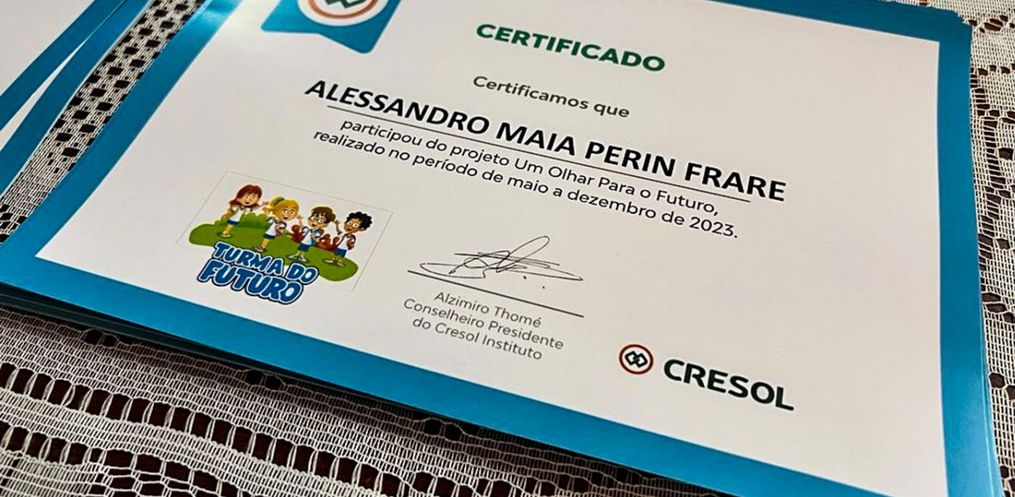 CERTIFICADO
Certificamos que
ALESSANDRO MAIA PERIN FRARE
participou do projeto Um Olhar Para o Futuro,
realizado no período de maio a dezembro de 2023.
TURMA DO
FUTURO
Alzimiro Thomé
Conselheiro Presidente
do Cresol Instituto
CRESOL